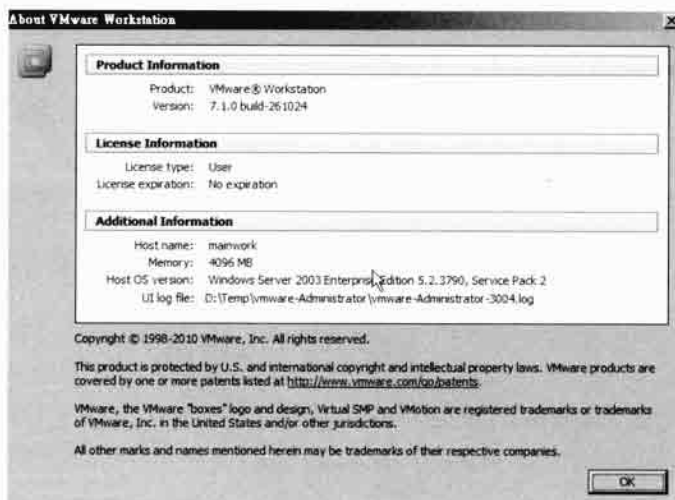 About VMware Workstation
Product Information
Product: VMware® Workstation
Version: 7.1.0 build-261024
License Information
License type: User
License expiration: No expiration
Additional Information
Host name: mainwork
Memory: 4096 MB
Host OS version: Windows Server 2003 Enterprise Edition 5.2.3790, Service Pack 2
UI log file: D:\Temp\vmware-Administrator\vmware-Administrator-3004.log
Copyright © 1998-2010 VMware, Inc. All rights reserved.
This product is protected by U.S. and international copyright and intellectual property laws. VMware products are
covered by one or more patents listed at http://www.vmware.com/go/patents.
VMware, the VMware "boxes" logo and design, Virtual SMP and VMotion are registered trademarks or trademarks
of VMware, Inc. in the United States and/or other jurisdictions.
All other marks and names mentioned herein may be trademarks of their respective companies.
OK